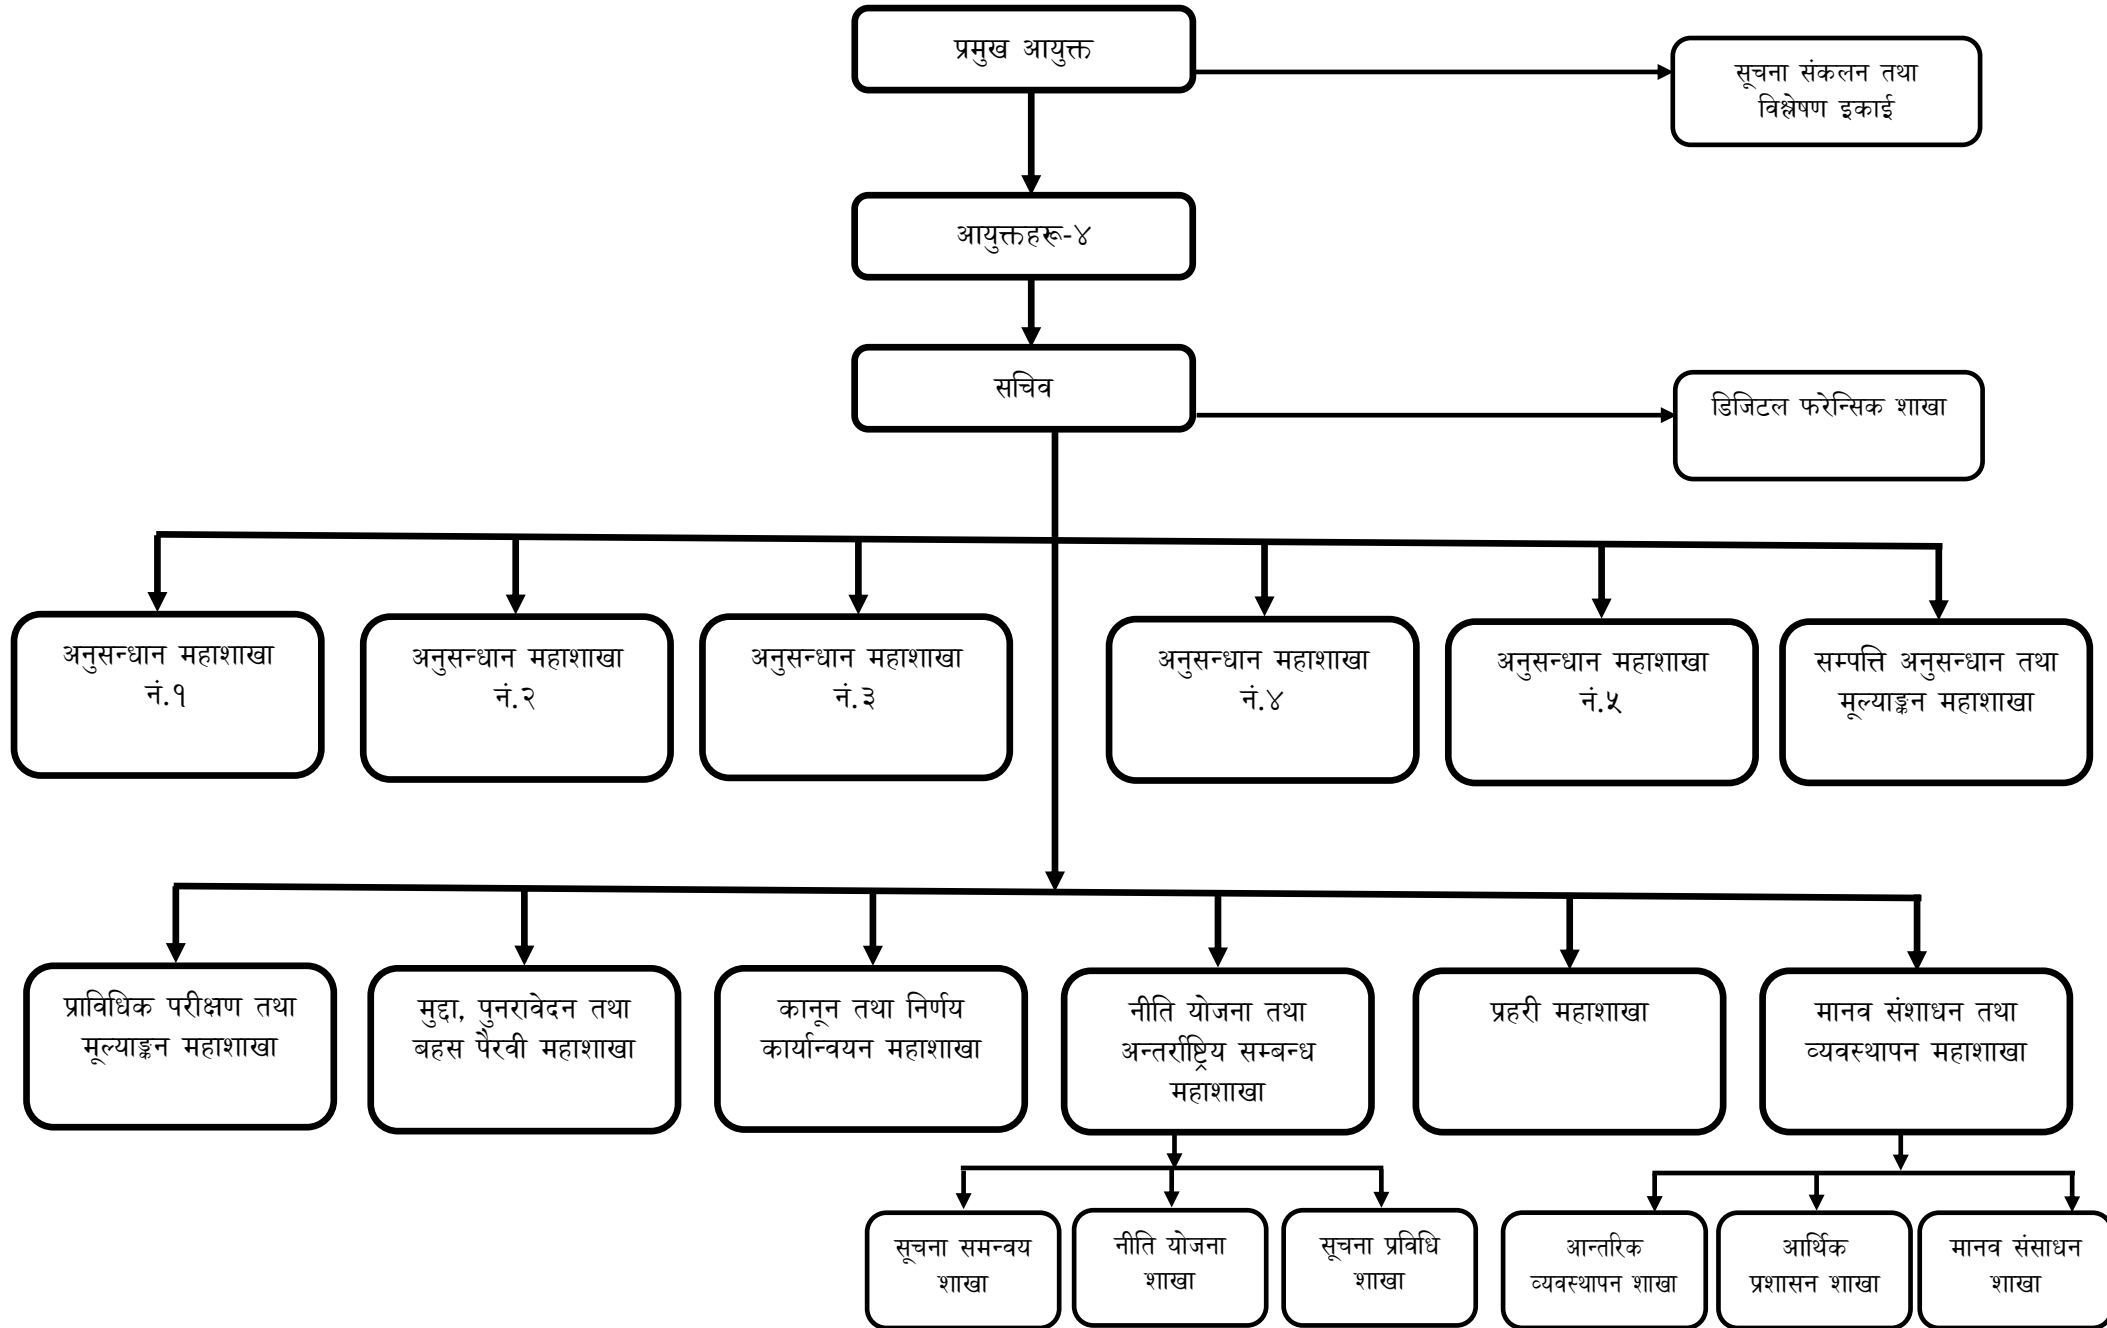 प्रमुख आयुक्त
सूचना संकलन तथा
विश्लेषण इकाई
आयुक्तहरू-४
सचिव
डिजिटल फरेन्सिक शाखा
अनुसन्धान महाशाखा
नं.१
अनुसन्धान महाशाखा
नं.२
अनुसन्धान महाशाखा
नं.३
अनुसन्धान महाशाखा
नं.४
अनुसन्धान महाशाखा
नं.५
सम्पत्ति अनुसन्धान तथा
मूल्याङ्कन महाशाखा
प्राविधिक परीक्षण तथा
मूल्याङ्कन महाशाखा
मुद्दा, पुनरावेदन तथा
बहस पैरवी महाशाखा
कानून तथा निर्णय
कार्यान्वयन महाशाखा
नीति योजना तथा
अन्तर्राष्ट्रिय सम्बन्ध
महाशाखा
प्रहरी महाशाखा
मानव संशाधन तथा
व्यवस्थापन महाशाखा
सूचना समन्वय
शाखा
नीति योजना
शाखा
सूचना प्रविधि
शाखा
आन्तरिक
व्यवस्थापन शाखा
आर्थिक
प्रशासन शाखा
मानव संसाधन
शाखा